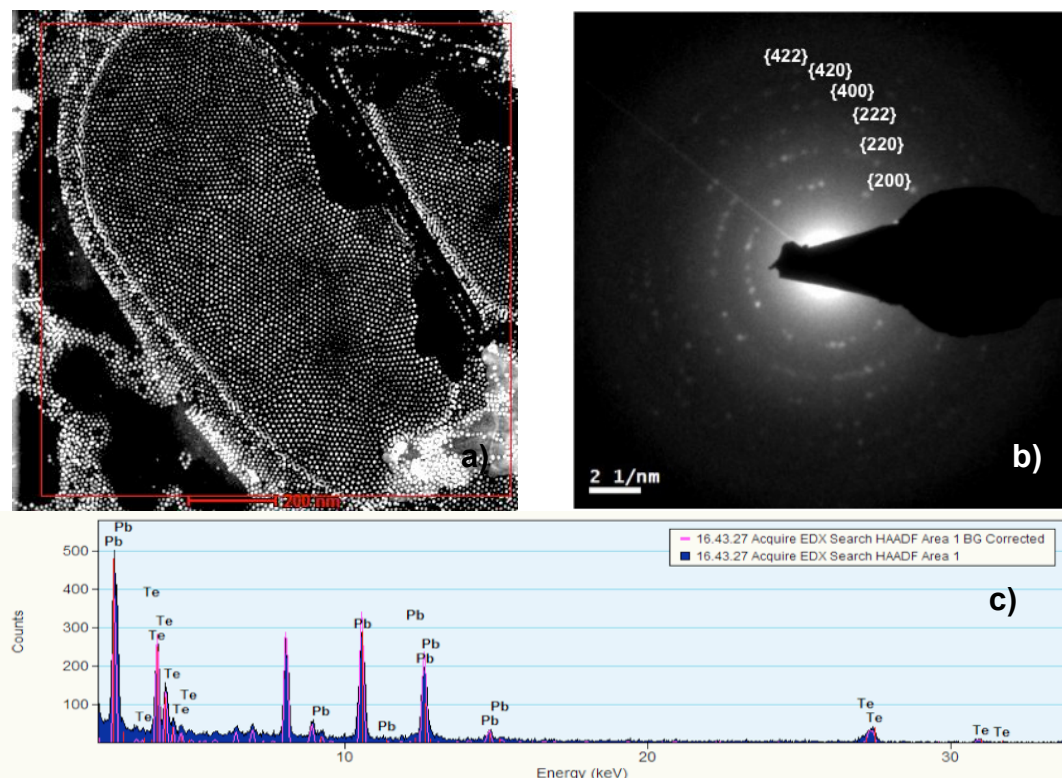 a)
200 nm
{422}
{420}
{400}
{222}
{220}
{200}
b)
2 1/nm
c)
16.43.27 Acquire EDX Search HAADF Area 1 BG Corrected
16.43.27 Acquire EDX Search HAADF Area 1
Counts
500
400
300
200
100
Pb
Pb
Te
Te
Te
Te
Te
Te
Te
Pb
Pb
Pb
Pb
Pb
Pb
Pb
Pb
Te
Te
Te
Te
10
20
30
Energy (keV)